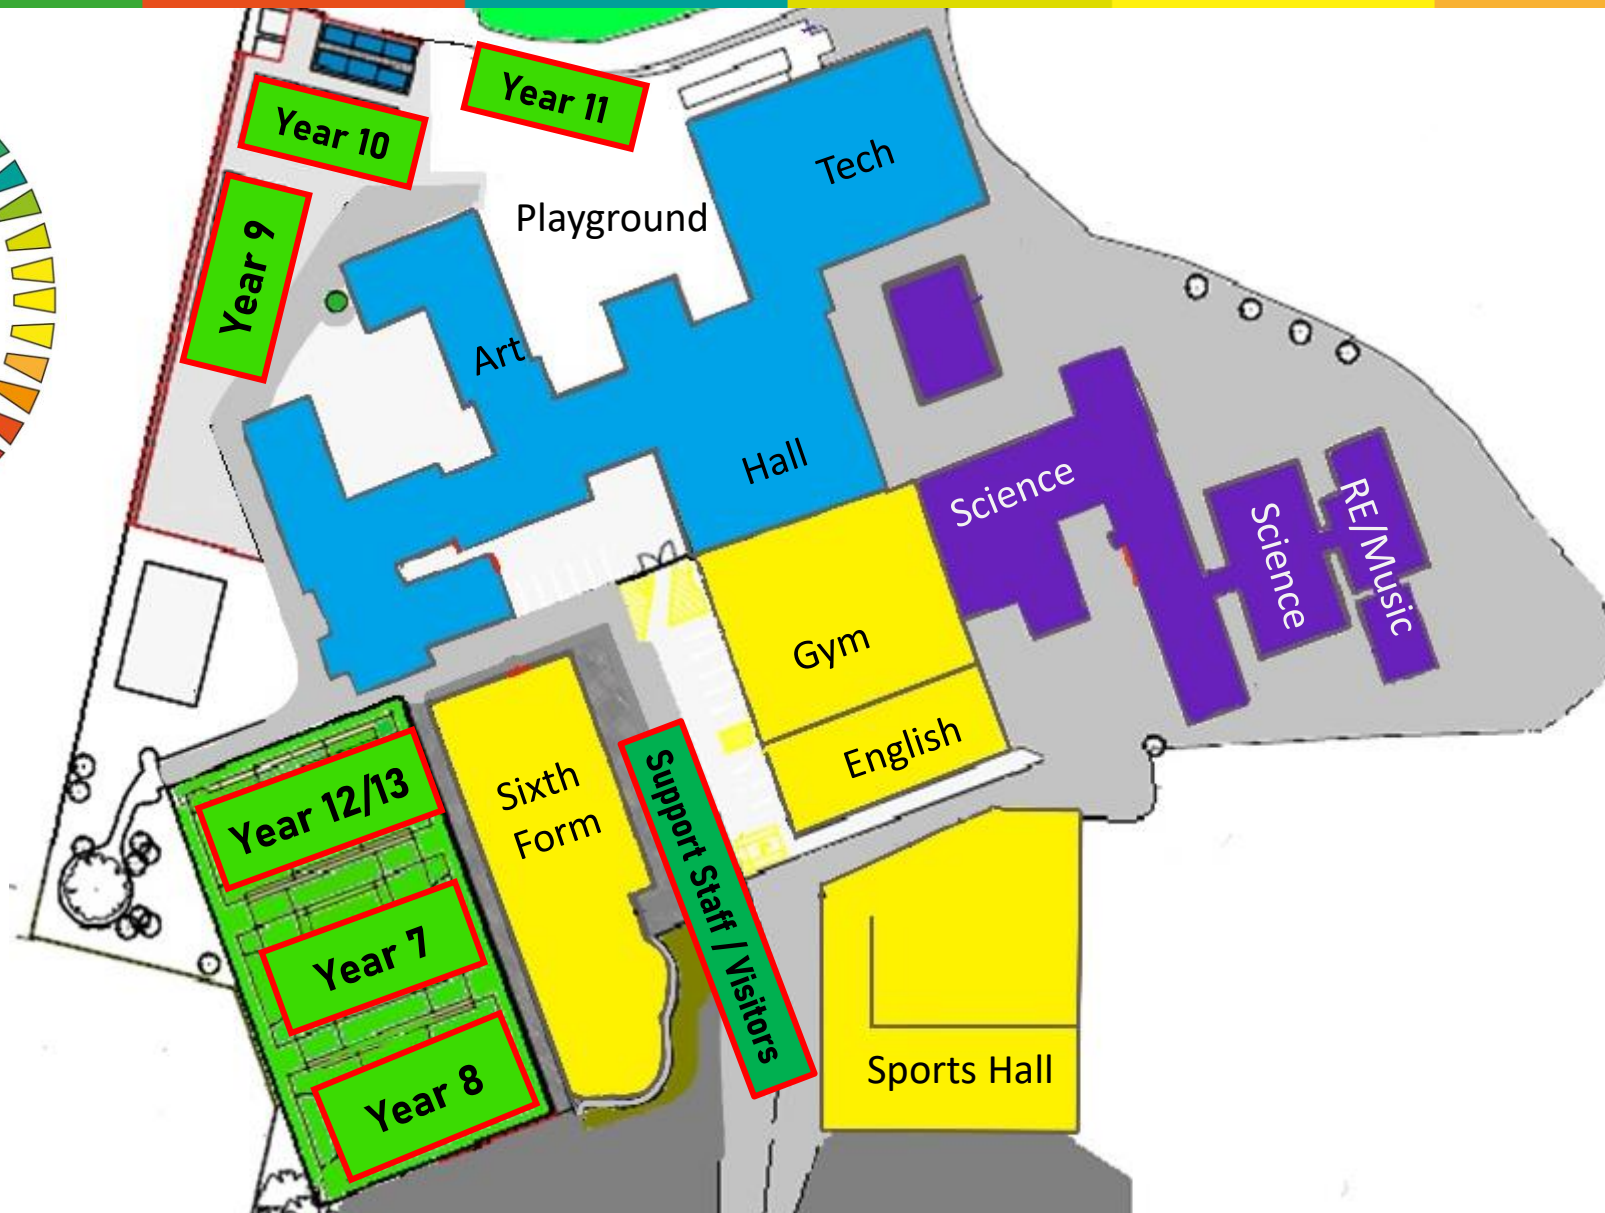 Year 11
Year 10
Tech
Playground
Year 9
Art
Hall
Science
Science
RE/Music
Gym
English
Sixth
Form
Support Staff / Visitors
Year 12/13
Year 7
Year 8
Sports Hall